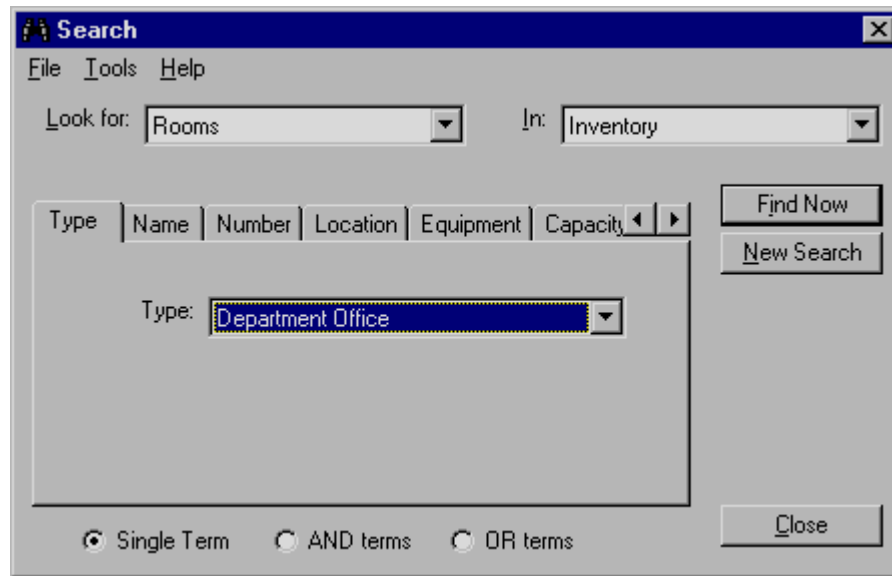 Search
File Tools Help
Look for: Rooms In: Inventory
Type Name Number Location Equipment Capacity
Find Now
New Search
Type: Department Office
Single Term AND terms OR terms
Close